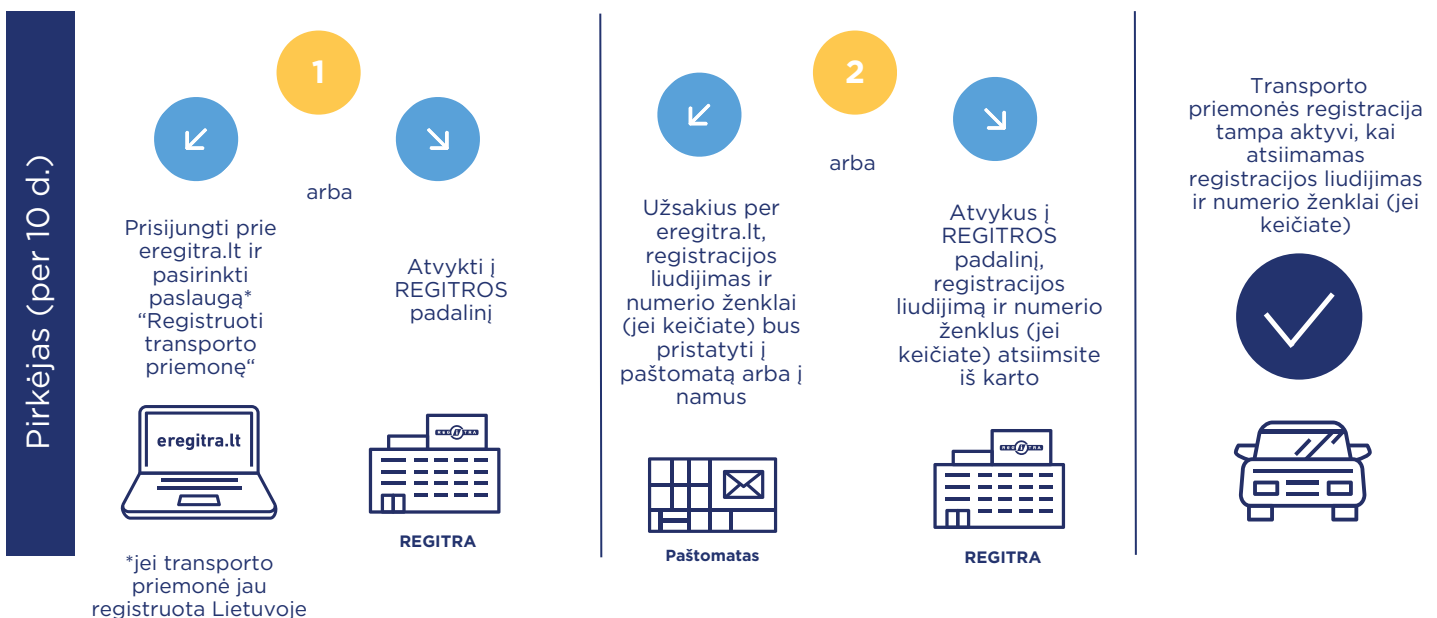 Pirkėjas (per 10 d.)
1
arba
Prisijungti prie
eregitra.lt ir
pasirinkti
paslaugą*
“Registruoti
transporto
priemonę“
Atvykti į
REGITROS
padalinį
eregitra.lt
REGITRA
REGITRA
*jei transporto
priemonė jau
registruota Lietuvoje
2
arba
Užsakius per
eregitra.lt,
registracijos
liudijimas ir
numerio ženklai
(jei keičiate) bus
pristatyti į
paštomatą arba į
namus
Paštomatas
Atvykus į
REGITROS
padalinį,
registracijos
liudijimą ir numerio
ženklus (jei
keičiate) atsiimsite
iš karto
REGITRA
REGITRA
Transporto
priemonės registracija
tampa aktyvi, kai
atsiimamas
registracijos liudijimas
ir numerio ženklai (jei
keičiate)